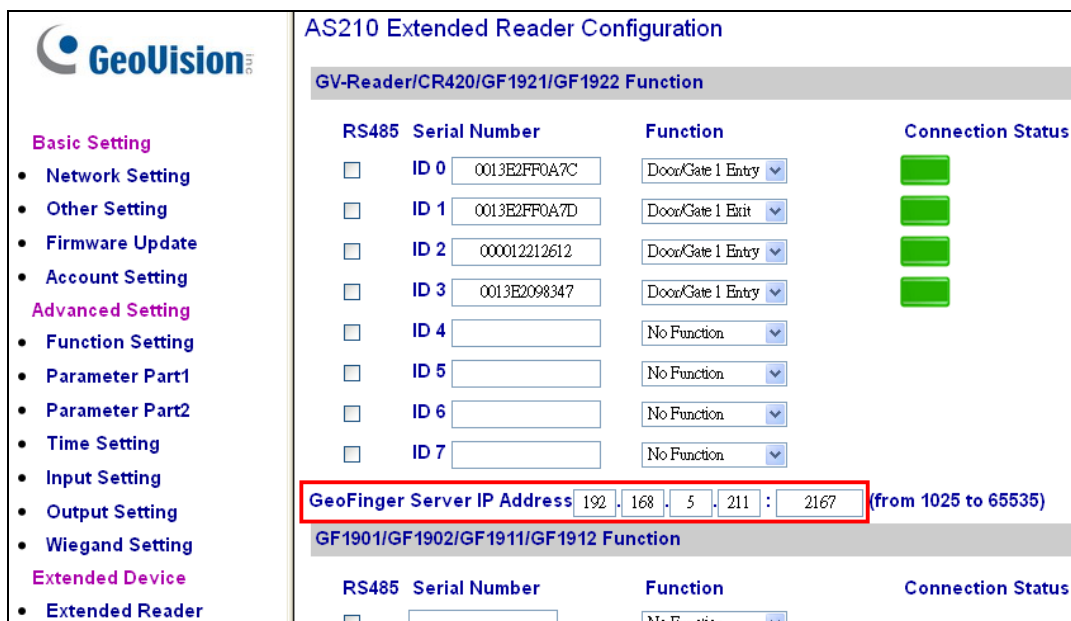 GeoVision inc
Basic Setting
Network Setting
Other Setting
Firmware Update
Account Setting
Advanced Setting
Function Setting
Parameter Part1
Parameter Part2
Time Setting
Input Setting
Output Setting
Wiegand Setting
Extended Device
Extended Reader
AS210 Extended Reader Configuration
GV-Reader/CR420/GF1921/GF1922 Function
RS485 Serial Number Function Connection Status
ID 0 0013E2FF0A7C Door/Gate 1 Entry
ID 1 0013E2FF0A7D Door/Gate 1 Exit
ID 2 000012212612 Door/Gate 1 Entry
ID 3 0013E2098347 Door/Gate 1 Entry
ID 4 No Function
ID 5 No Function
ID 6 No Function
ID 7 No Function
GeoFinger Server IP Address 192 . 168 . 5 . 211 : 2167 (from 1025 to 65535)
GF1901/GF1902/GF1911/GF1912 Function
RS485 Serial Number Function Connection Status